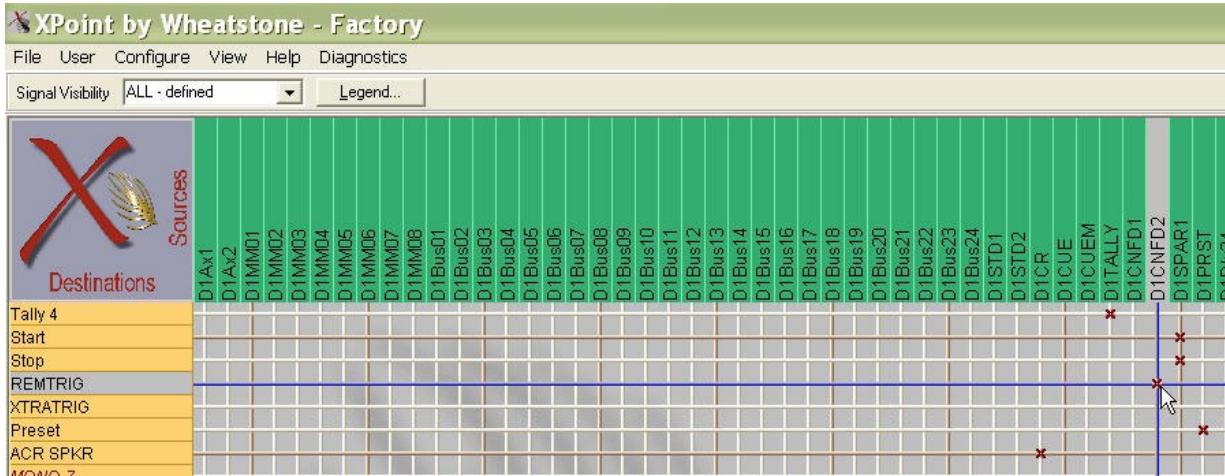 XPoint by Wheatstone - Factory
File User Configure View Help Diagnostics
Signal Visibility ALL - defined Legend...
Sources
Destinations
D1Ax1
D1Ax2
D1MM01
D1MM02
D1MM03
D1MM04
D1MM05
D1MM06
D1MM07
D1MM08
D1Bus01
D1Bus02
D1Bus03
D1Bus04
D1Bus05
D1Bus06
D1Bus07
D1Bus08
D1Bus09
D1Bus10
D1Bus11
D1Bus12
D1Bus13
D1Bus14
D1Bus15
D1Bus16
D1Bus17
D1Bus18
D1Bus19
D1Bus20
D1Bus21
D1Bus22
D1Bus23
D1Bus24
D1STD1
D1STD2
D1CR
D1CUE
D1CUEM
D1TALLY
D1CNFD1
D1CNFD2
D1SPAR1
D1PRST
Tally 4
Start
Stop
REMTRIG
XTRATRIG
Preset
ACR SPKR